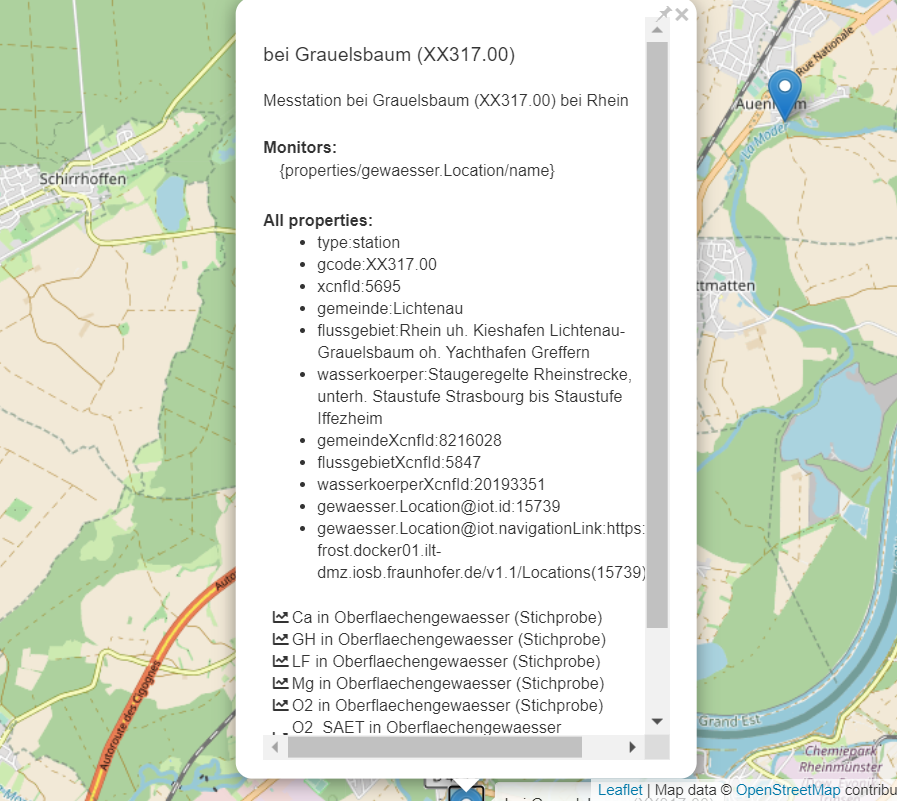 bei Grauelsbaum (XX317.00)
Messtation bei Grauelsbaum (XX317.00) bei Rhein
Monitors:
{properties/gewaesser.Location/name}
All properties:
type:station
gcode:XX317.00
xcnfId:5695
gemeinde:Lichtenau
flussgebiet:Rhein uh. Kieshafen Lichtenau-
Grauelsbaum oh. Yachthafen Greffern
wasserkoerper:Staugeregelte Rheinstrecke,
unterh. Staustufe Strasbourg bis Staustufe
Iffezheim
gemeindeXcnfId:8216028
flussgebietXcnfId:5847
wasserkoerperXcnfId:20193351
gewaesser.Location@iot.id:15739
gewaesser.Location@iot.navigationLink:https:
frost.docker01.ilt-
dmz.iosb.fraunhofer.de/v1.1/Locations(15739)
Ca in Oberflaechengewaesser (Stichprobe)
GH in Oberflaechengewaesser (Stichprobe)
LF in Oberflaechengewaesser (Stichprobe)
Mg in Oberflaechengewaesser (Stichprobe)
O2 in Oberflaechengewaesser (Stichprobe)
O2_SAET in Oberflaechengewaesser
Schirrhoffen
Autoroute des Cigognes
Rue Nationale
La Moder
ttmatten
Grand Est
Chemiepark
Rheinmünster
Leaflet | Map data © OpenStreetMap contribu